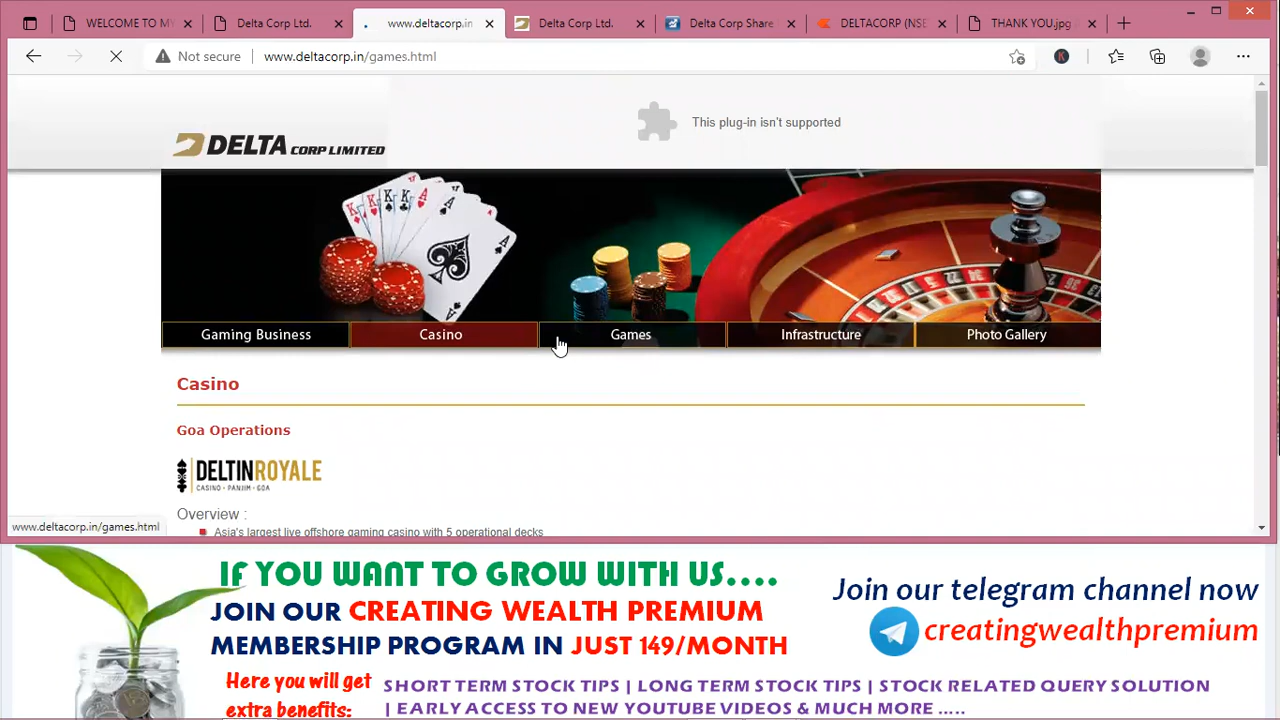 WELCOME TO MY
Delta Corp Ltd.
www.deltacorp.in
Delta Corp Ltd.
Delta Corp Share
DELTACORP (NSE
THANK YOU.jpg
Not secure
www.deltacorp.in/games.html
K
This plug-in isn't supported
DELTA CORP LIMITED
Gaming Business
Casino
Games
Infrastructure
Photo Gallery
Casino
Goa Operations
DELTINROYALE
CASINO · PANJIM · GOA
Overview :
Asia's largest live offshore gaming casino with 5 operational decks
www.deltacorp.in/games.html
IF YOU WANT TO GROW WITH US....
JOIN OUR CREATING WEALTH PREMIUM
MEMBERSHIP PROGRAM IN JUST 149/MONTH
Here you will get
extra benefits:
SHORT TERM STOCK TIPS | LONG TERM STOCK TIPS | STOCK RELATED QUERY SOLUTION
| EARLY ACCESS TO NEW YOUTUBE VIDEOS & MUCH MORE .....
Join our telegram channel now
creatingwealthpremium